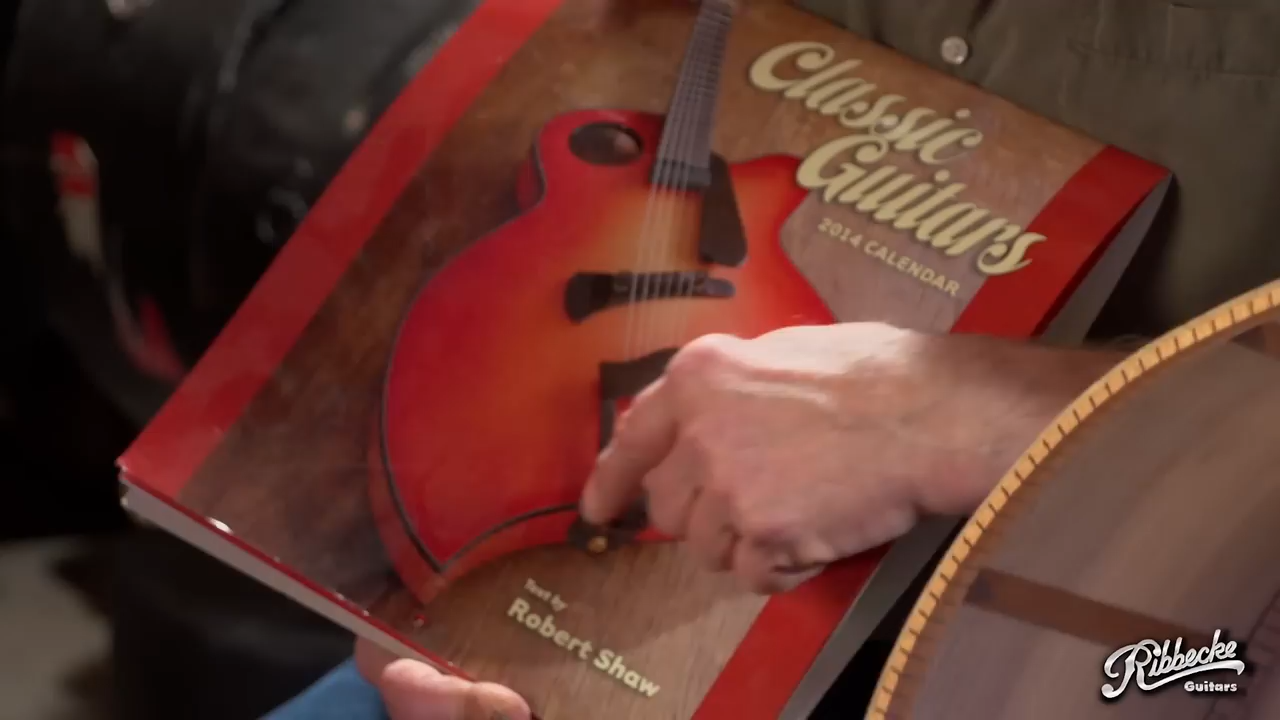 Classic
Guitars
2014 CALENDAR
Text by
Robert Shaw
Ribbecke
Guitars